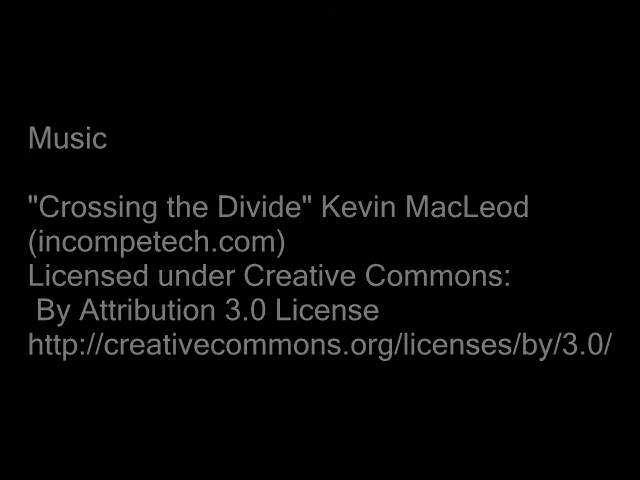 Music
"Crossing the Divide" Kevin MacLeod
(incompetech.com)
Licensed under Creative Commons:
By Attribution 3.0 License
http://creativecommons.org/licenses/by/3.0/